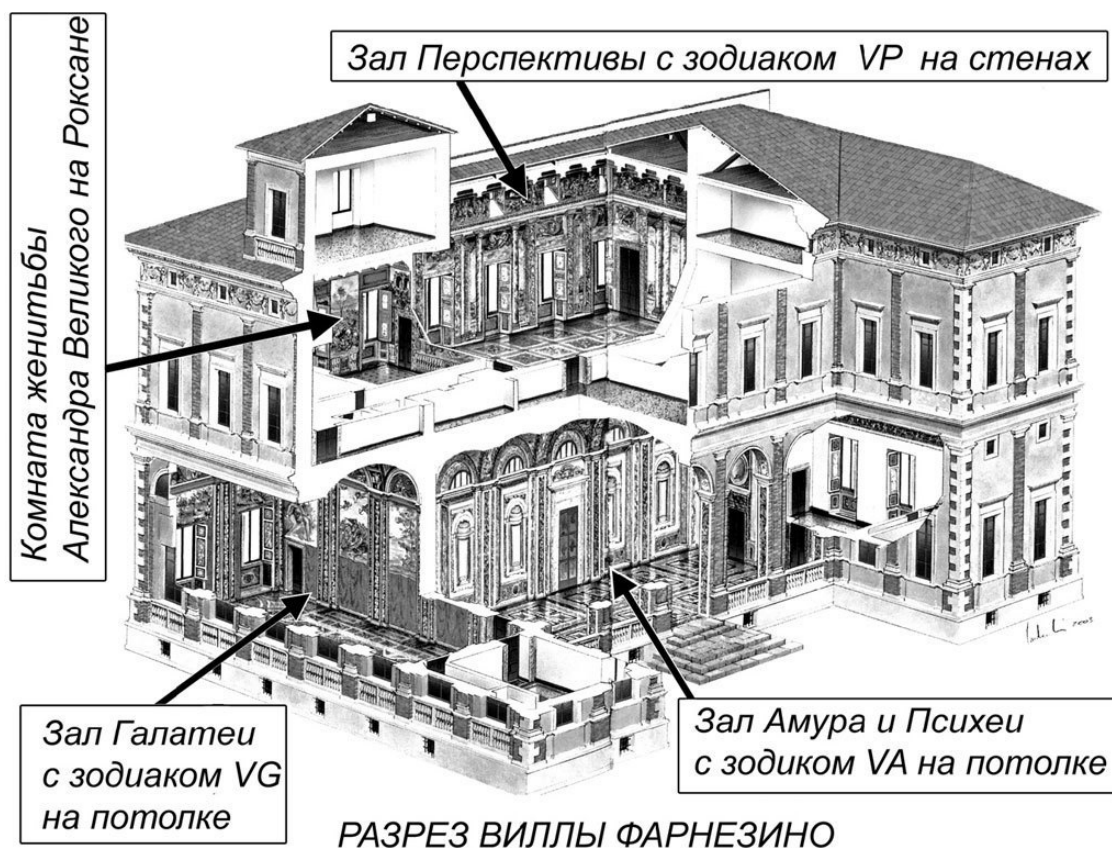 Зал Перспективы с зодиаком VP на стенах
Комната женитьбы
Александра Великого на Роксане
Зал Галатеи
с зодиаком VG
на потолке
Зал Амура и Психеи
с зодиком VA на потолке
РАЗРЕЗ ВИЛЛЫ ФАРНЕЗИНО
2005